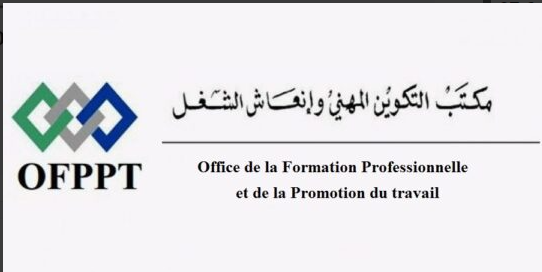 مكتب التكوين المهني وإنعاش الشغل
OFPPT
Office de la Formation Professionnelle
et de la Promotion du travail